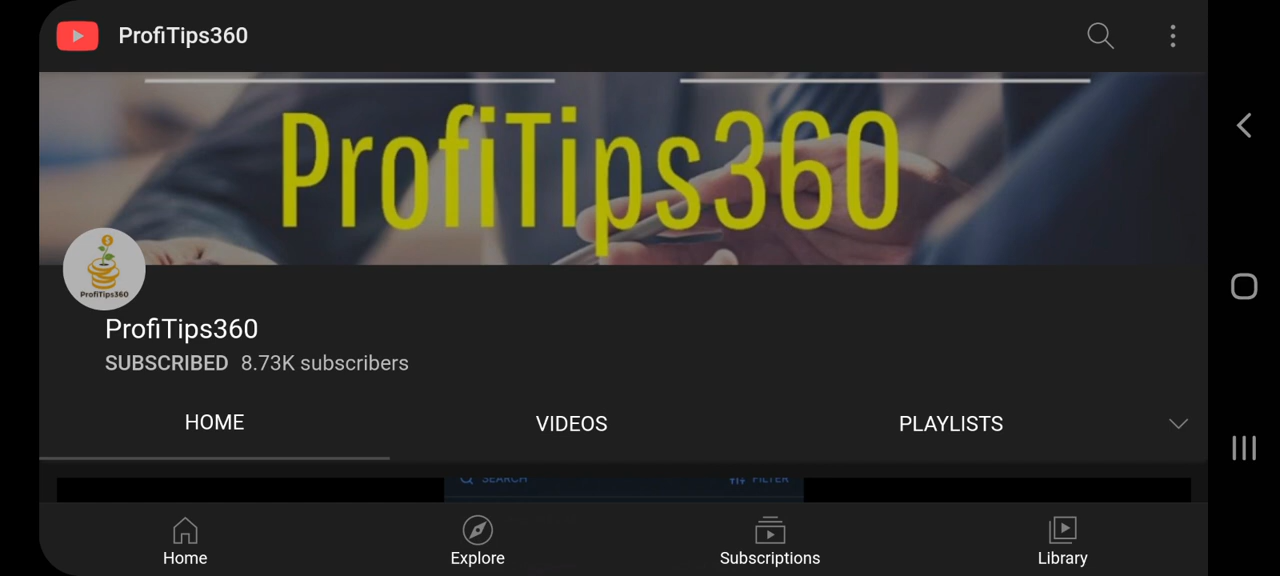 ProfiTips360
ProfiTips360
ProfiTips360
ProfiTips360
SUBSCRIBED 8.73K subscribers
HOME VIDEOS PLAYLISTS
SEARCH FILTER
Home Explore Subscriptions Library